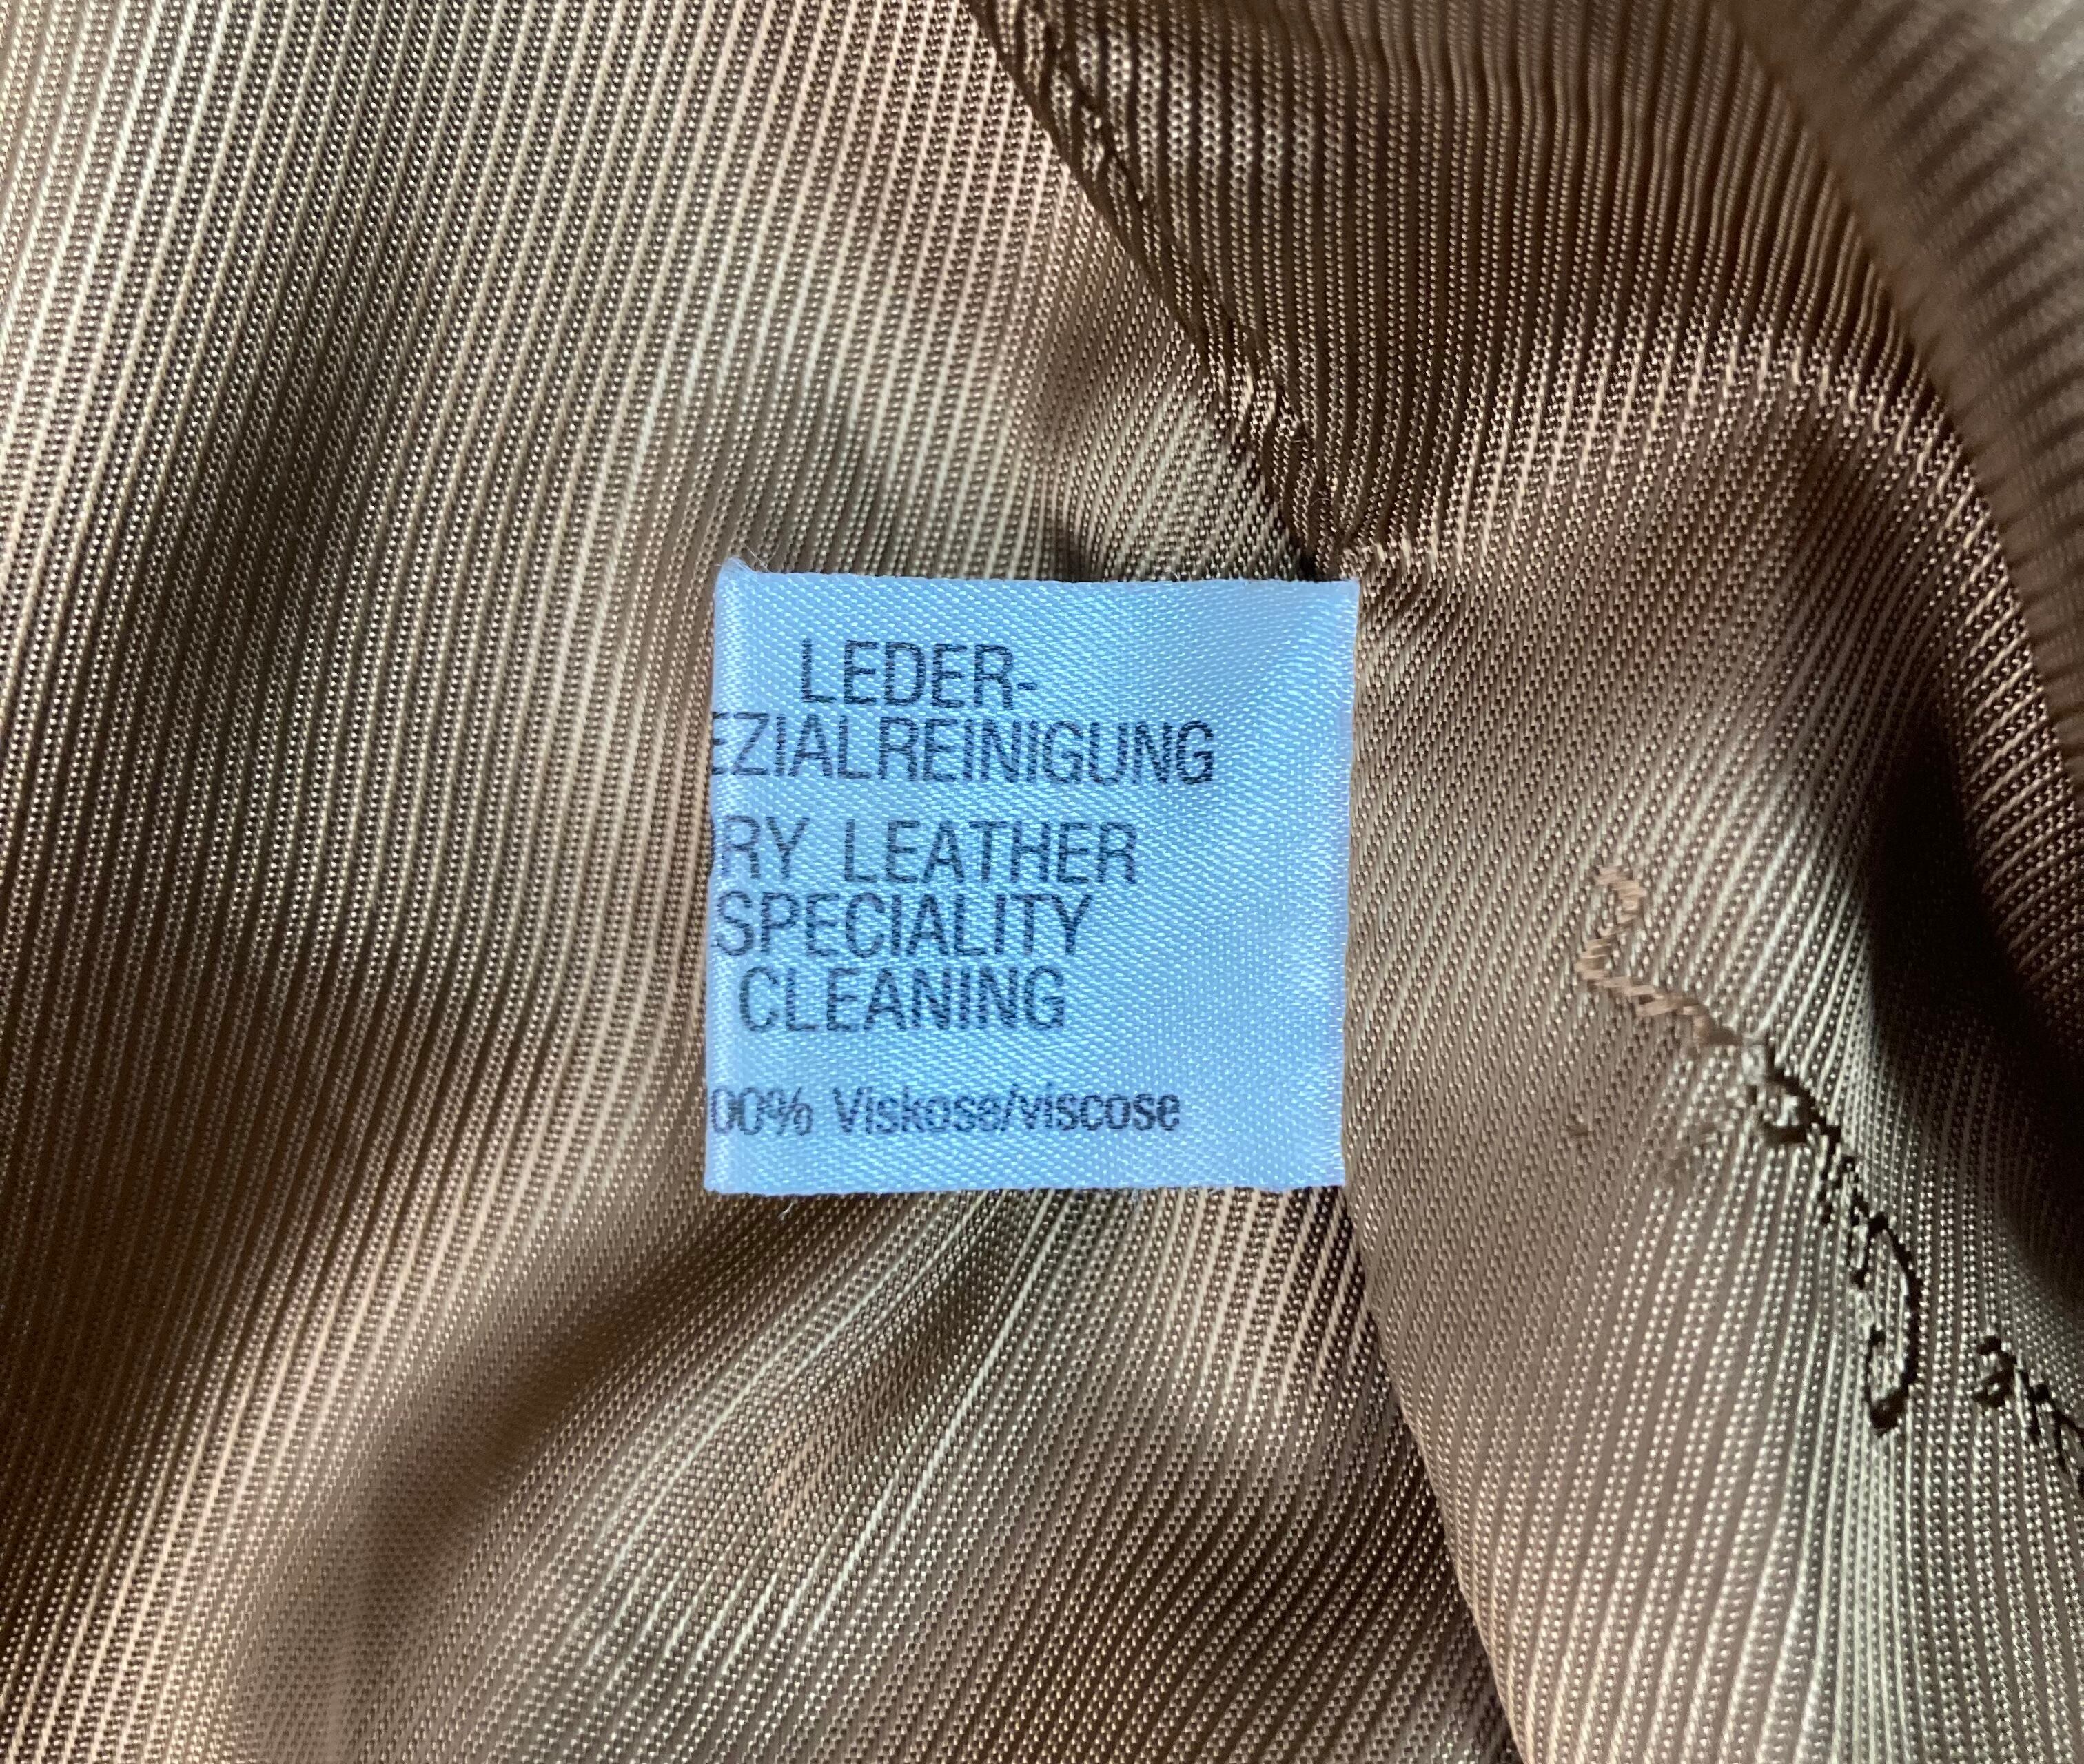 LEDER-
EZIALREINIGUNG
RY LEATHER
SPECIALITY
CLEANING
00% Viskose/viscose